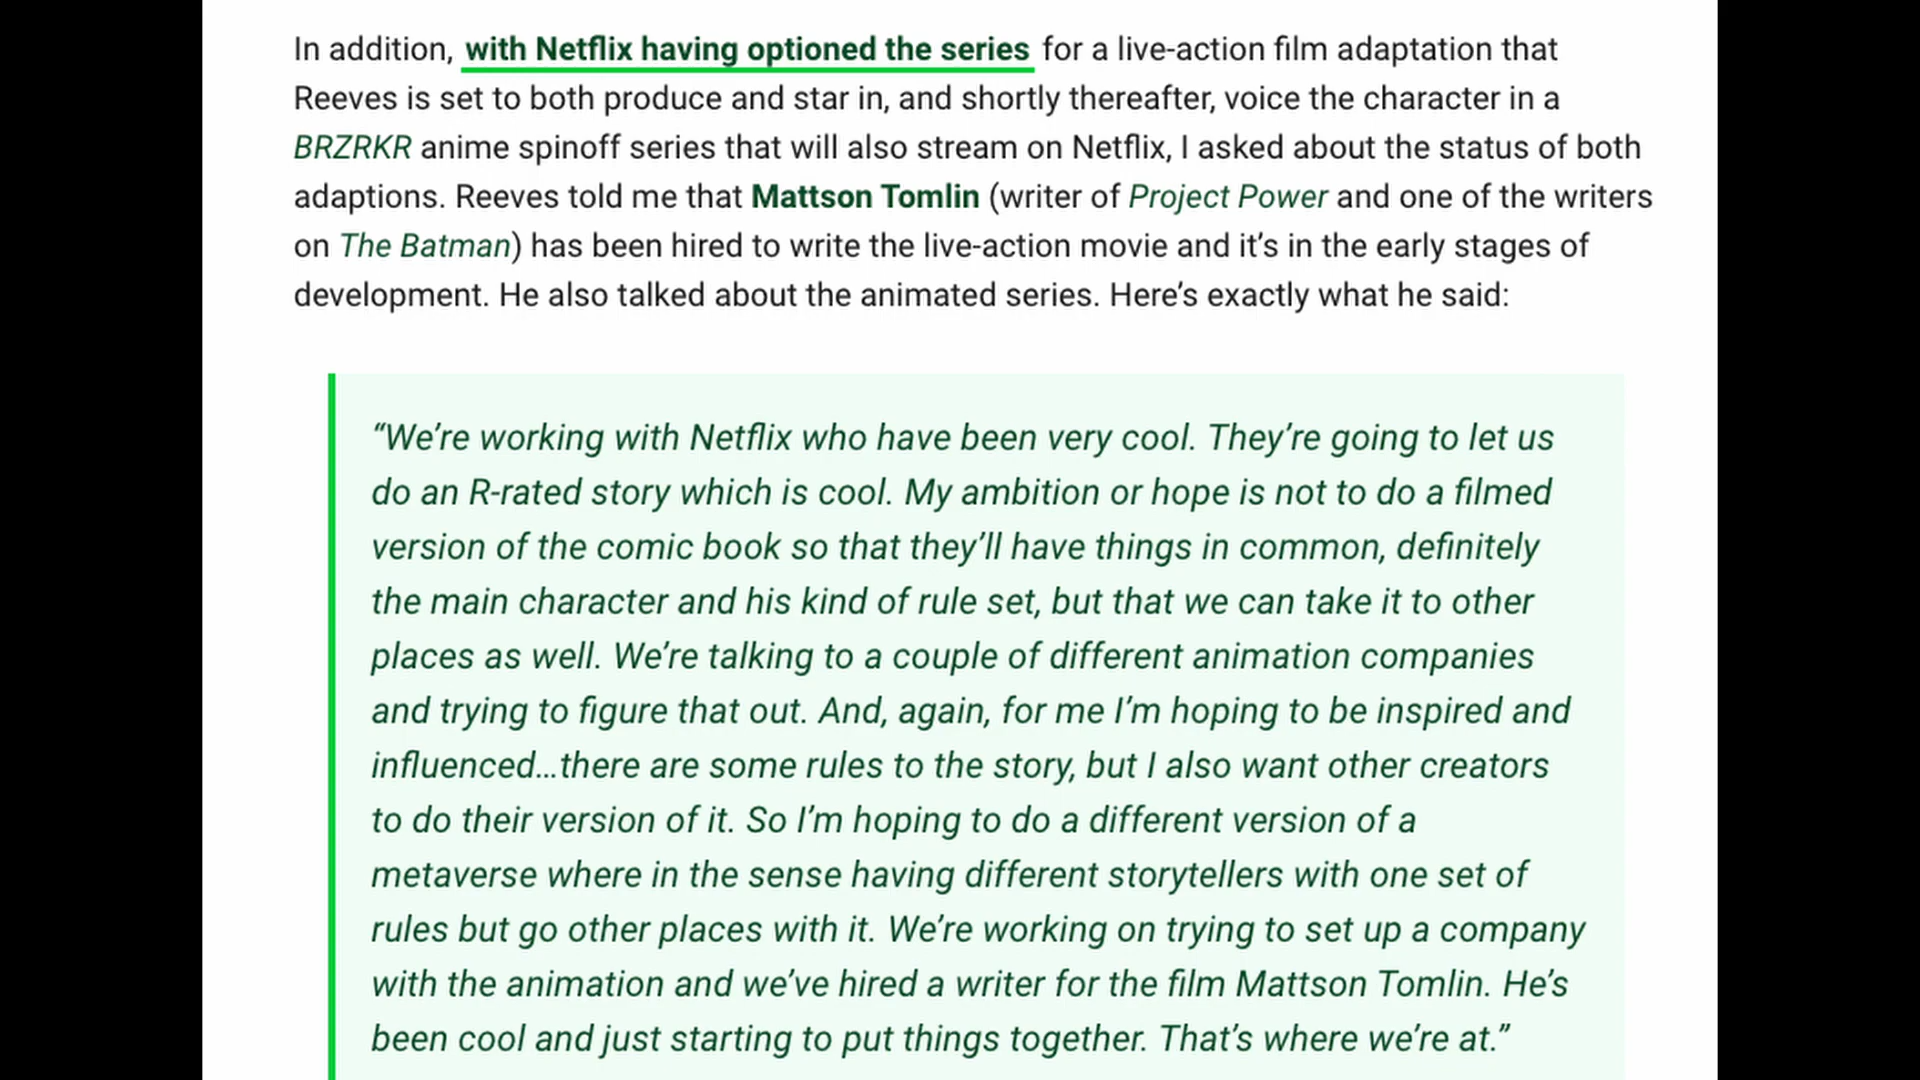 In addition, with Netflix having optioned the series for a live-action film adaptation that
Reeves is set to both produce and star in, and shortly thereafter, voice the character in a
BRZRKR anime spinoff series that will also stream on Netflix, I asked about the status of both
adaptions. Reeves told me that Mattson Tomlin (writer of Project Power and one of the writers
on The Batman) has been hired to write the live-action movie and it’s in the early stages of
development. He also talked about the animated series. Here’s exactly what he said:
“We’re working with Netflix who have been very cool. They’re going to let us
do an R-rated story which is cool. My ambition or hope is not to do a filmed
version of the comic book so that they’ll have things in common, definitely
the main character and his kind of rule set, but that we can take it to other
places as well. We’re talking to a couple of different animation companies
and trying to figure that out. And, again, for me I’m hoping to be inspired and
influenced…there are some rules to the story, but I also want other creators
to do their version of it. So I’m hoping to do a different version of a
metaverse where in the sense having different storytellers with one set of
rules but go other places with it. We’re working on trying to set up a company
with the animation and we’ve hired a writer for the film Mattson Tomlin. He’s
been cool and just starting to put things together. That’s where we’re at.”